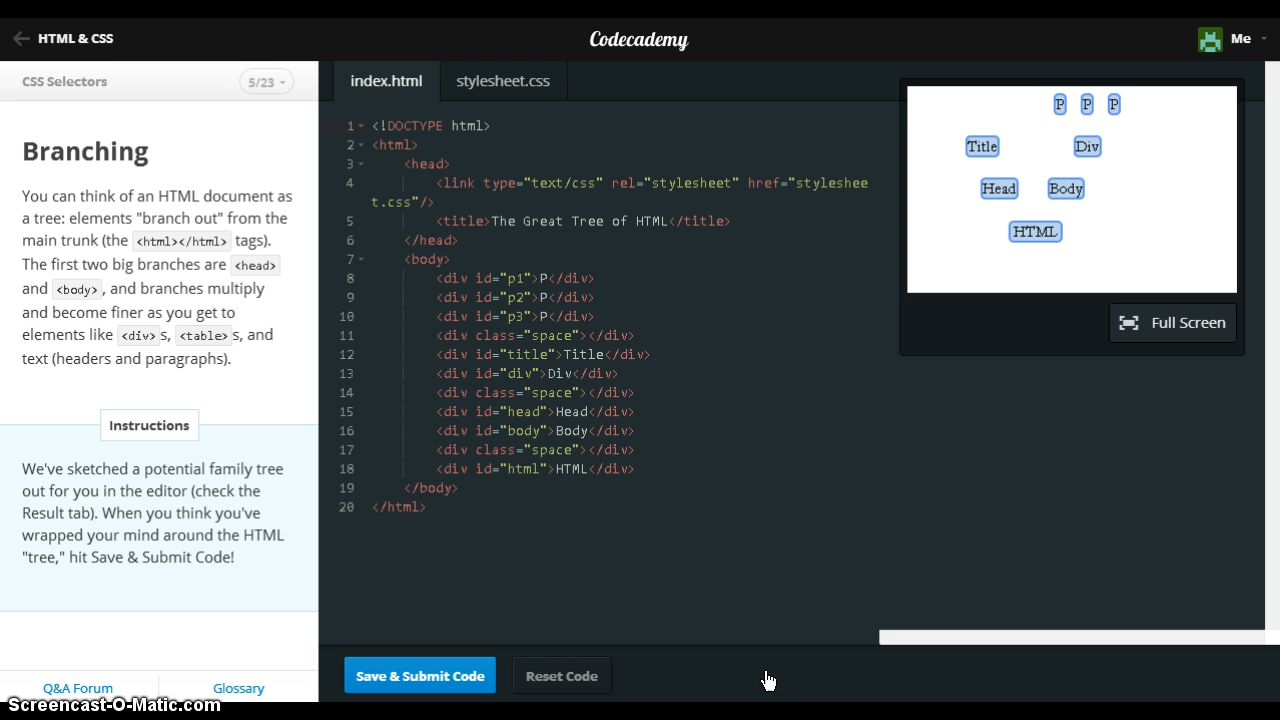 HTML & CSS
Codecademy
Me
CSS Selectors
5/23
Branching
You can think of an HTML document as
a tree: elements "branch out" from the
main trunk (the <html></html> tags).
The first two big branches are <head>
and <body>, and branches multiply
and become finer as you get to
elements like <div>s, <table>s, and
text (headers and paragraphs).
Instructions
We've sketched a potential family tree
out for you in the editor (check the
Result tab). When you think you've
wrapped your mind around the HTML
"tree," hit Save & Submit Code!
Q&A Forum
Glossary
index.html
stylesheet.css
1 <!DOCTYPE html>
2 <html>
3 <head>
4 <link type="text/css" rel="stylesheet" href="styleshee
t.css"/>
5 <title>The Great Tree of HTML</title>
6 </head>
7 <body>
8 <div id="p1">P</div>
9 <div id="p2">P</div>
10 <div id="p3">P</div>
11 <div class="space"></div>
12 <div id="title">Title</div>
13 <div id="div">Div</div>
14 <div class="space"></div>
15 <div id="head">Head</div>
16 <div id="body">Body</div>
17 <div class="space"></div>
18 <div id="html">HTML</div>
19 </body>
20 </html>
P P P
Title Div
Head Body
HTML
Full Screen
Save & Submit Code
Reset Code
Screencast-O-Matic.com